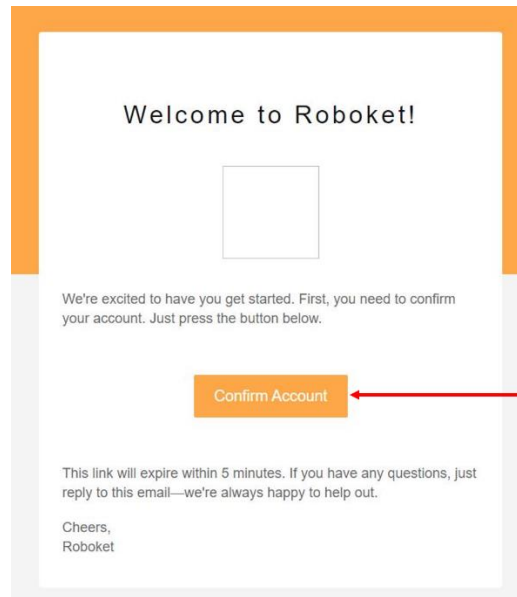 Welcome to Roboket!
We're excited to have you get started. First, you need to confirm
your account. Just press the button below.
Confirm Account
This link will expire within 5 minutes. If you have any questions, just
reply to this email—we're always happy to help out.
Cheers,
Roboket